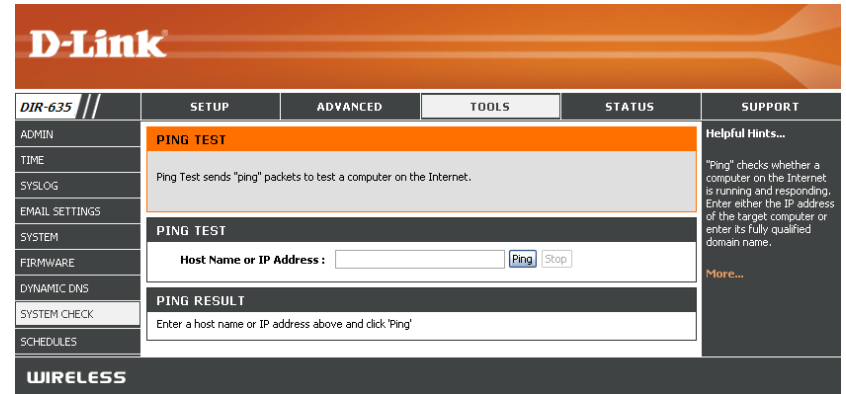 D-Link
DIR-635
SETUP
ADVANCED
TOOLS
STATUS
SUPPORT
ADMIN
TIME
SYSLOG
EMAIL SETTINGS
SYSTEM
FIRMWARE
DYNAMIC DNS
SYSTEM CHECK
SCHEDULES
PING TEST
Ping Test sends "ping" packets to test a computer on the Internet.
PING TEST
Host Name or IP Address :
Ping
Stop
PING RESULT
Enter a host name or IP address above and click 'Ping'
Helpful Hints...
"Ping" checks whether a
computer on the Internet
is running and responding.
Enter either the IP address
of the target computer or
enter its fully qualified
domain name.
More...
WIRELESS